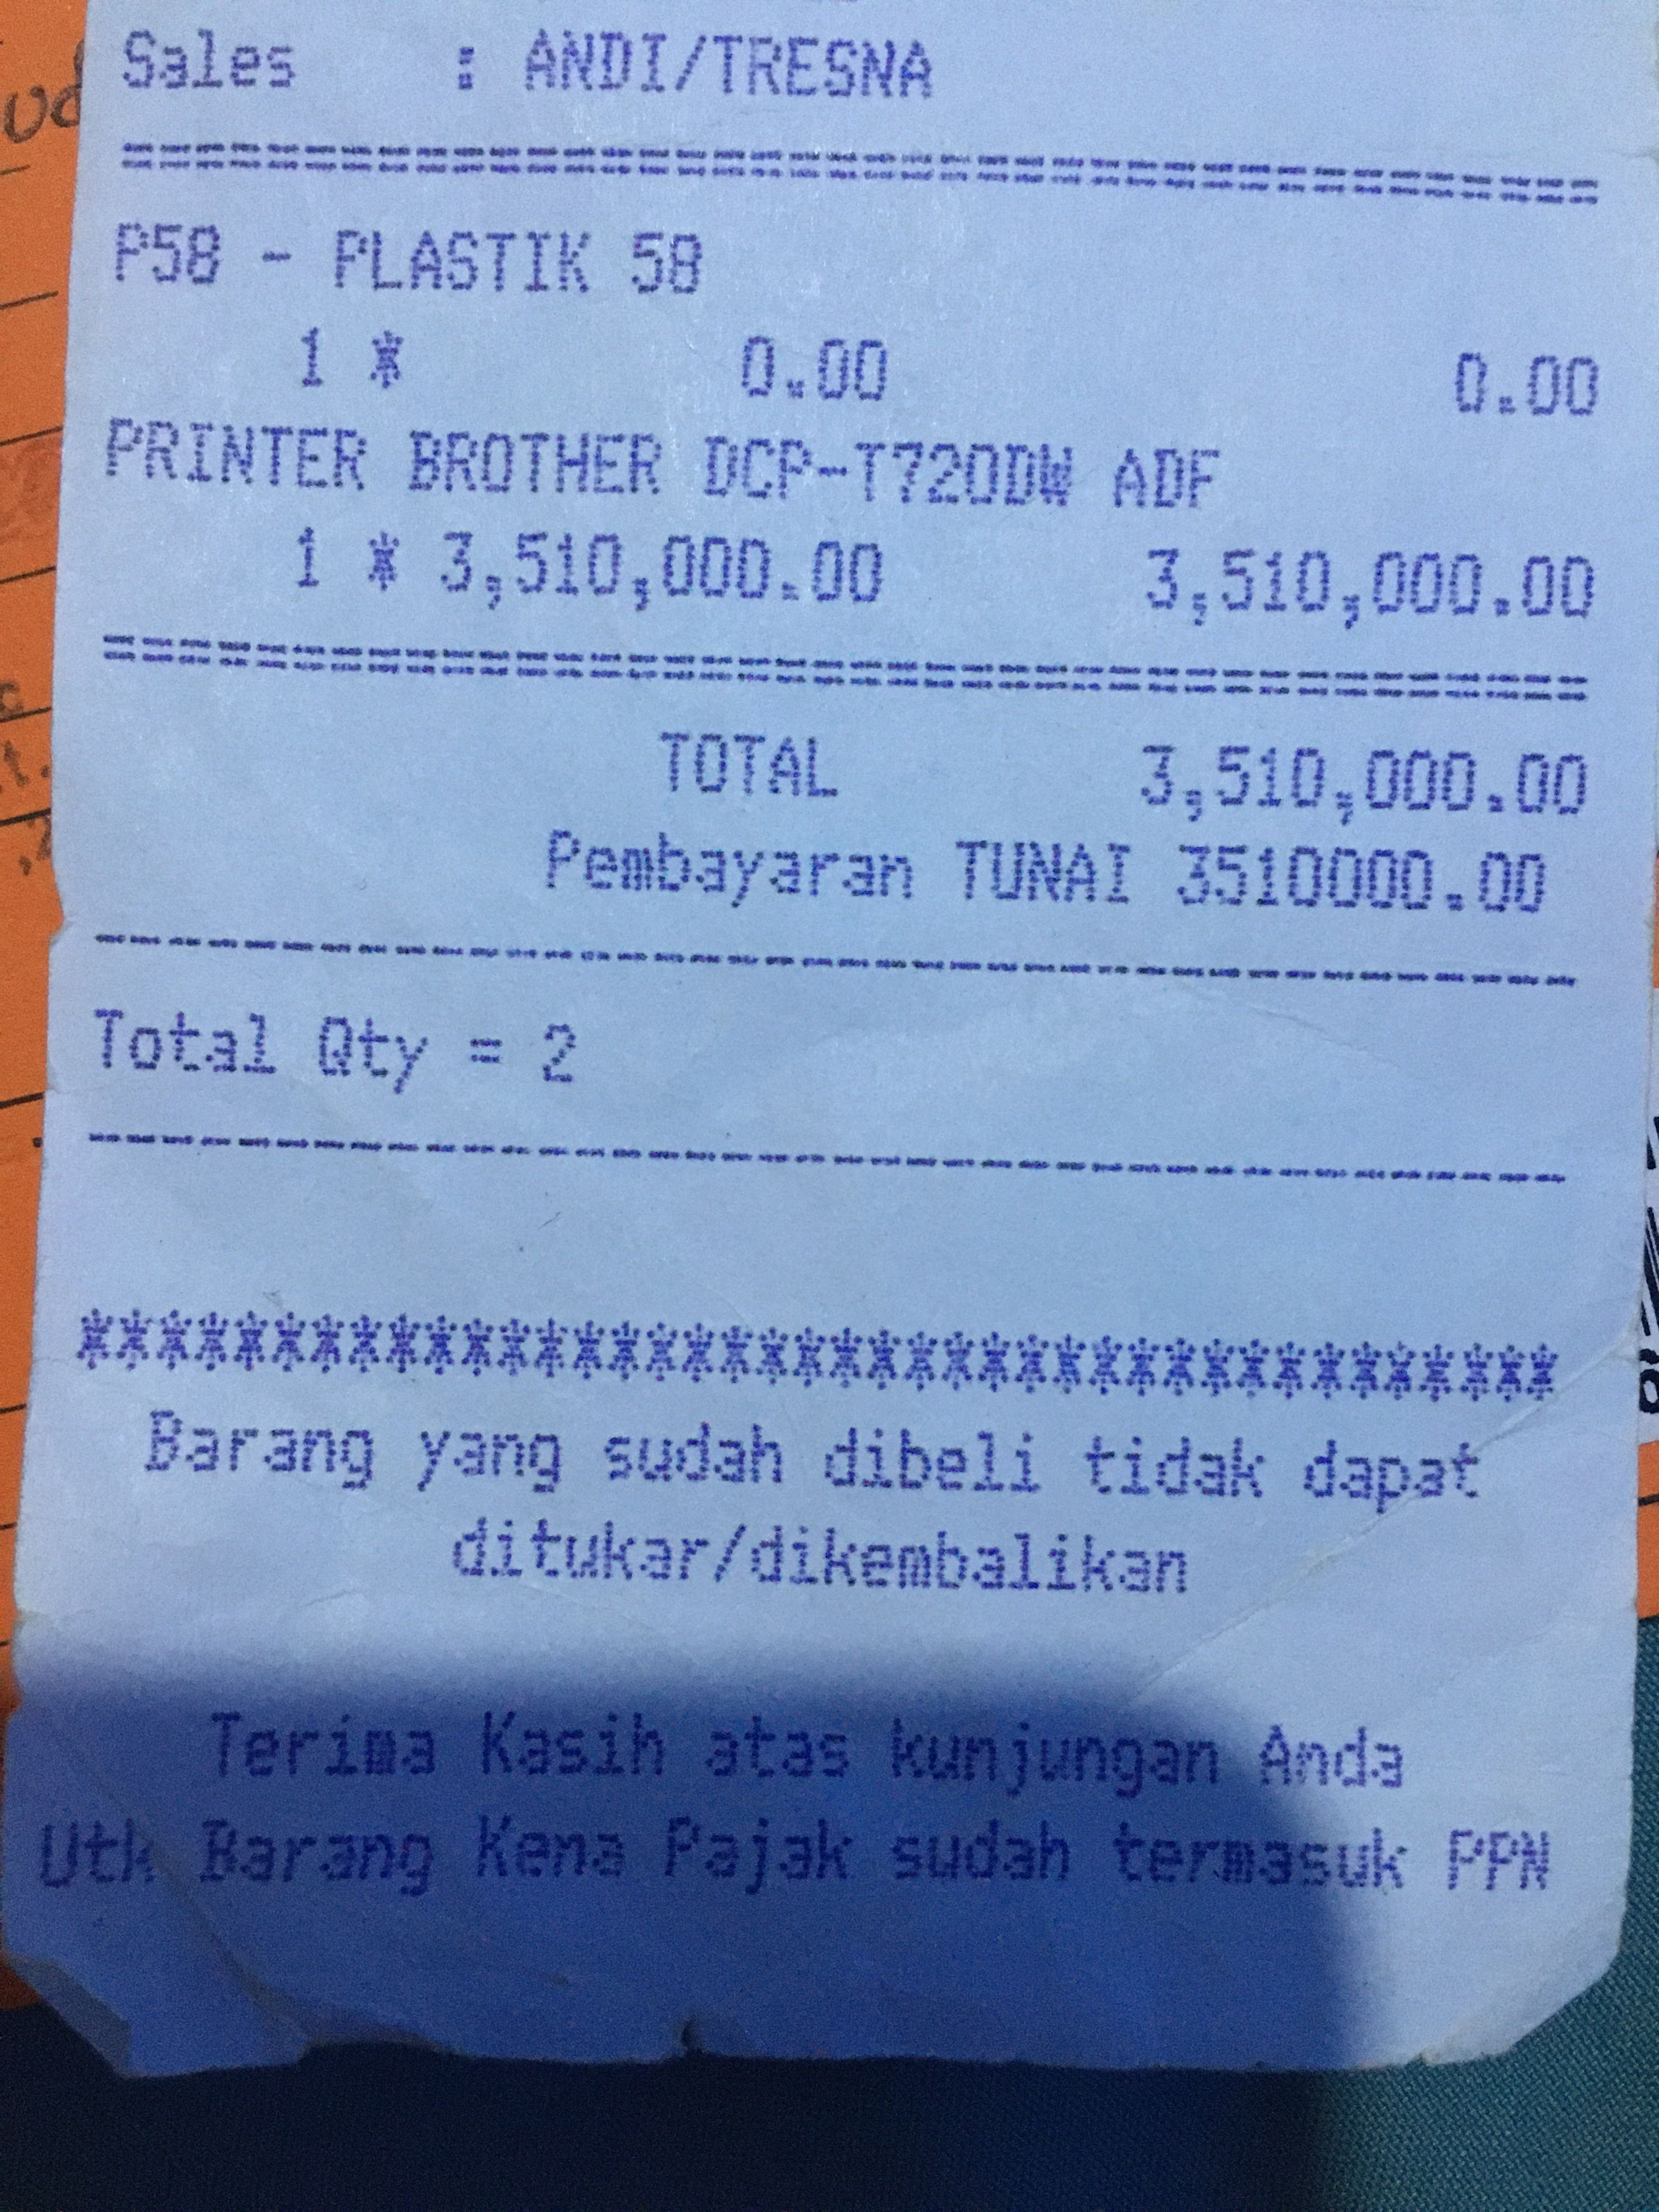 Sales : ANDI/TRESNA
================================================================================
P58 - PLASTIK 58
1 * 0.00 0.00
PRINTER BROTHER DCP-T720DW ADF
1 * 3,510,000.00 3,510,000.00
================================================================================
TOTAL 3,510,000.00
Pembayaran TUNAI 3510000.00
----------------------------------------
Total Qty = 2
----------------------------------------
****************************************
Barang yang sudah dibeli tidak dapat
ditukar/dikembalikan
Terima Kasih atas kunjungan Anda
Utk Barang Kena Pajak sudah termasuk PPN